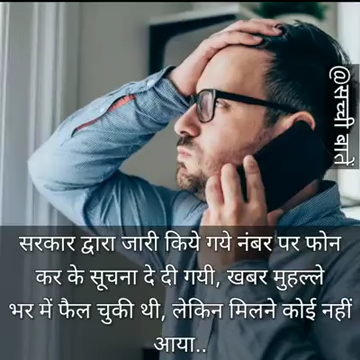 @सच्ची बातें
सरकार द्वारा जारी किये गये नंबर पर फोन
कर के सूचना दे दी गयी, खबर मुहल्ले
भर में फैल चुकी थी, लेकिन मिलने कोई नहीं
आया..